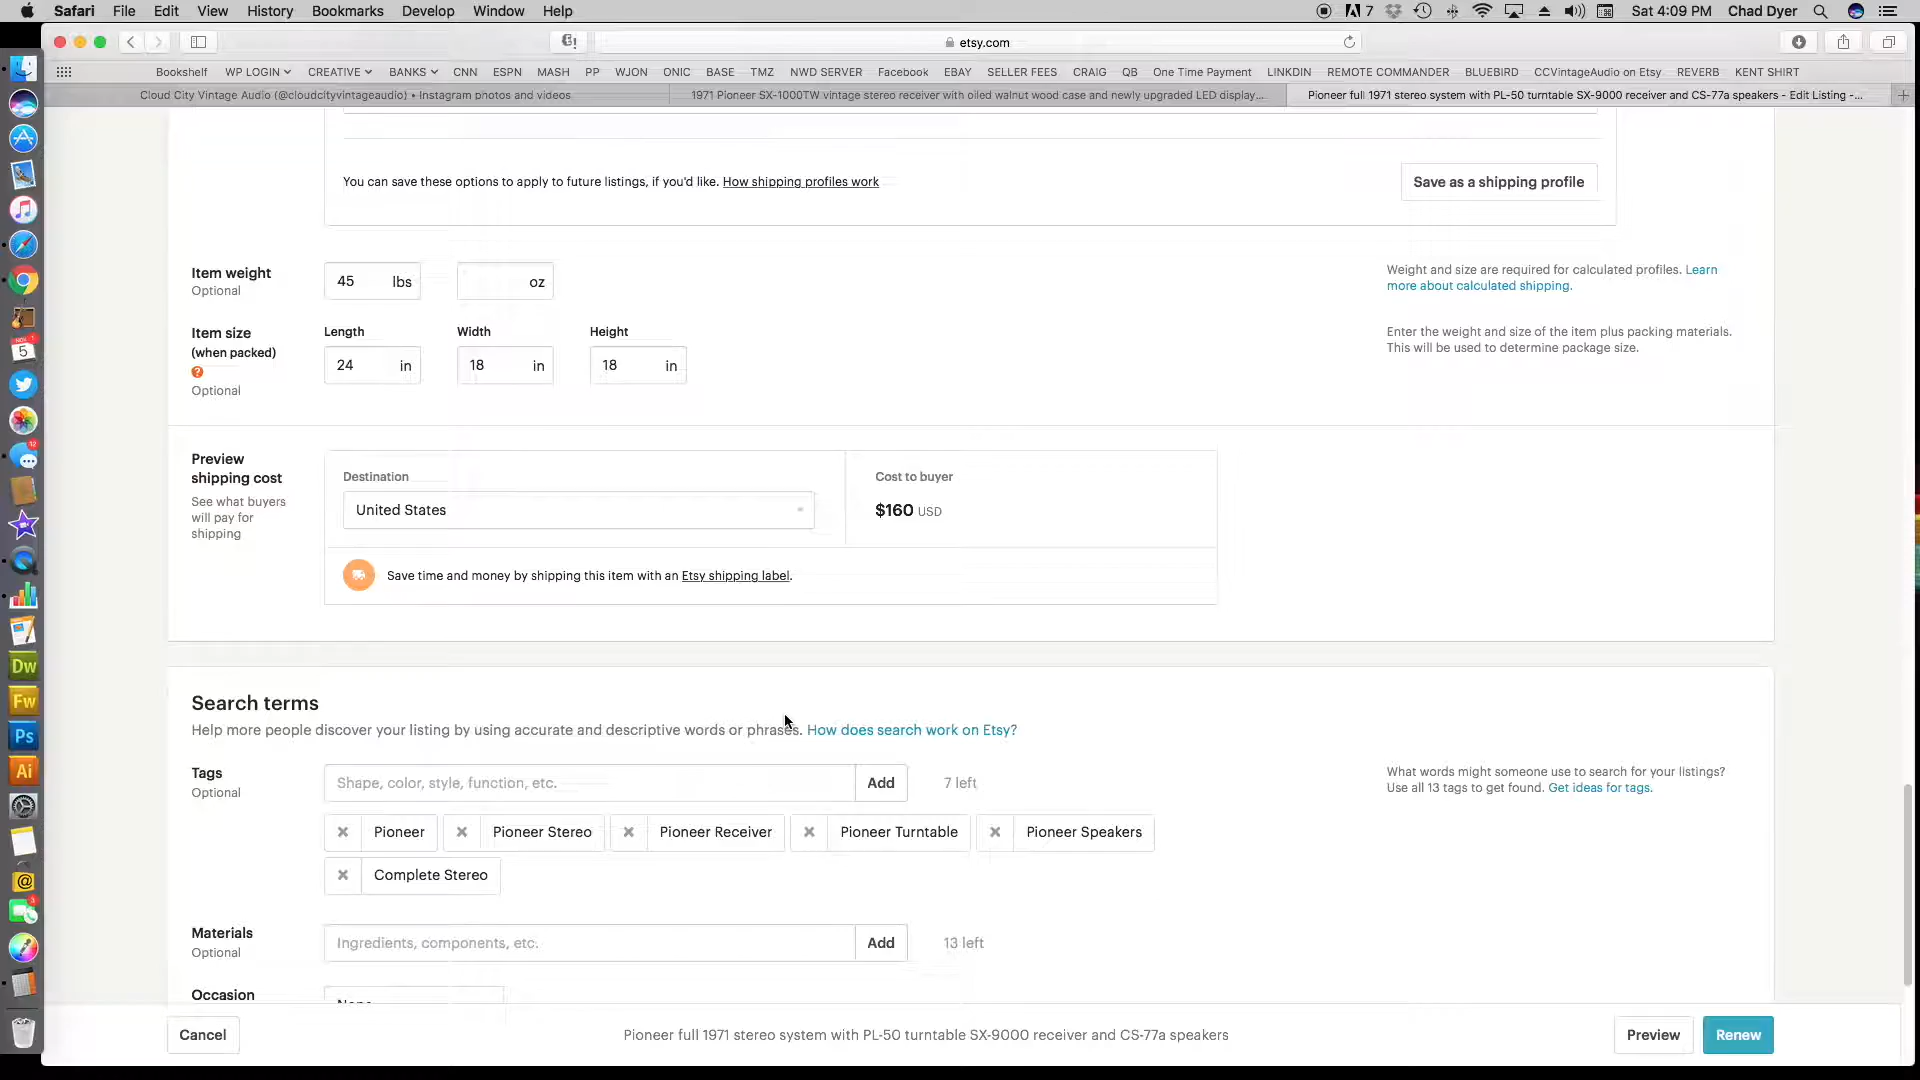 Safari File Edit View History Bookmarks Develop Window Help 7 Sat 4:09 PM Chad Dyer
etsy.com
Bookshelf WP LOGIN CREATIVE BANKS CNN ESPN MASH PP WJON ONIC BASE TMZ NWD SERVER Facebook EBAY SELLER FEES CRAIG QB One Time Payment LINKDIN REMOTE COMMANDER BLUEBIRD CCVintageAudio on Etsy REVERB KENT SHIRT
Cloud City Vintage Audio (@cloudcityvintageaudio) • Instagram photos and videos
1971 Pioneer SX-1000TW vintage stereo receiver with oiled walnut wood case and newly upgraded LED display...
Pioneer full 1971 stereo system with PL-50 turntable SX-9000 receiver and CS-77a speakers - Edit Listing -...
You can save these options to apply to future listings, if you'd like. How shipping profiles work
Save as a shipping profile
Item weight
Optional
45 lbs
oz
Weight and size are required for calculated profiles. Learn
more about calculated shipping.
Item size
(when packed)
?
Optional
Length Width Height
24 in 18 in 18 in
Enter the weight and size of the item plus packing materials.
This will be used to determine package size.
Preview
shipping cost
See what buyers
will pay for
shipping
Destination
United States
Cost to buyer
$160 USD
Save time and money by shipping this item with an Etsy shipping label.
Search terms
Help more people discover your listing by using accurate and descriptive words or phrases. How does search work on Etsy?
Tags
Optional
Shape, color, style, function, etc.
Add
7 left
What words might someone use to search for your listings?
Use all 13 tags to get found. Get ideas for tags.
Pioneer Pioneer Stereo Pioneer Receiver Pioneer Turntable Pioneer Speakers
Complete Stereo
Materials
Optional
Ingredients, components, etc.
Add
13 left
Occasion
None
Cancel
Pioneer full 1971 stereo system with PL-50 turntable SX-9000 receiver and CS-77a speakers
Preview
Renew
5
12
Dw
Fw
Ps
Ai
@
3